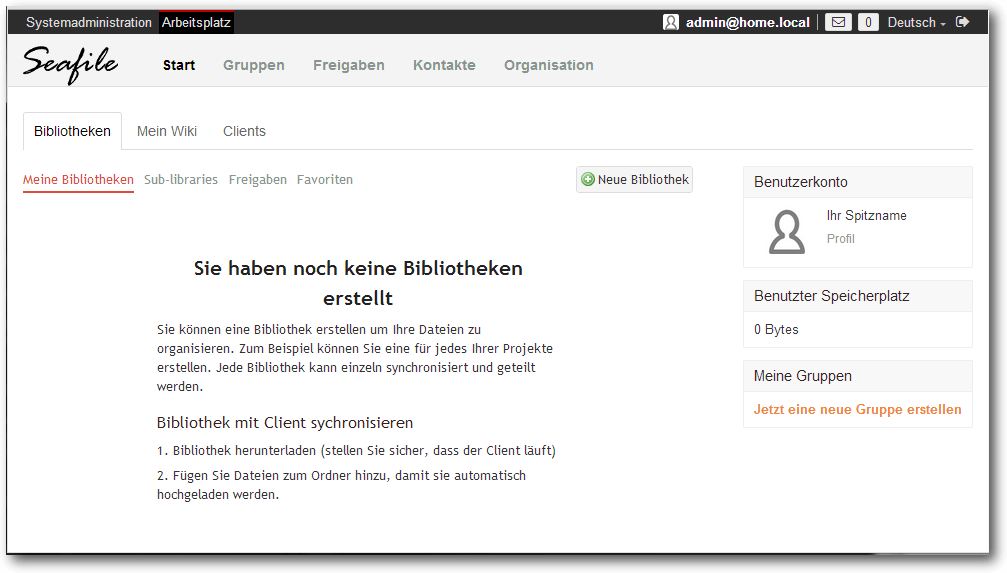 Systemadministration Arbeitsplatz admin@home.local 0 Deutsch
Seafile Start Gruppen Freigaben Kontakte Organisation
Bibliotheken Mein Wiki Clients
Meine Bibliotheken Sub-libraries Freigaben Favoriten Neue Bibliothek
Sie haben noch keine Bibliotheken
erstellt
Sie können eine Bibliothek erstellen um Ihre Dateien zu
organisieren. Zum Beispiel können Sie eine für jedes Ihrer Projekte
erstellen. Jede Bibliothek kann einzeln synchronisiert und geteilt
werden.
Bibliothek mit Client sychronisieren
1. Bibliothek herunterladen (stellen Sie sicher, dass der Client läuft)
2. Fügen Sie Dateien zum Ordner hinzu, damit sie automatisch
hochgeladen werden.
Benutzerkonto
Ihr Spitzname
Profil
Benutzter Speicherplatz
0 Bytes
Meine Gruppen
Jetzt eine neue Gruppe erstellen